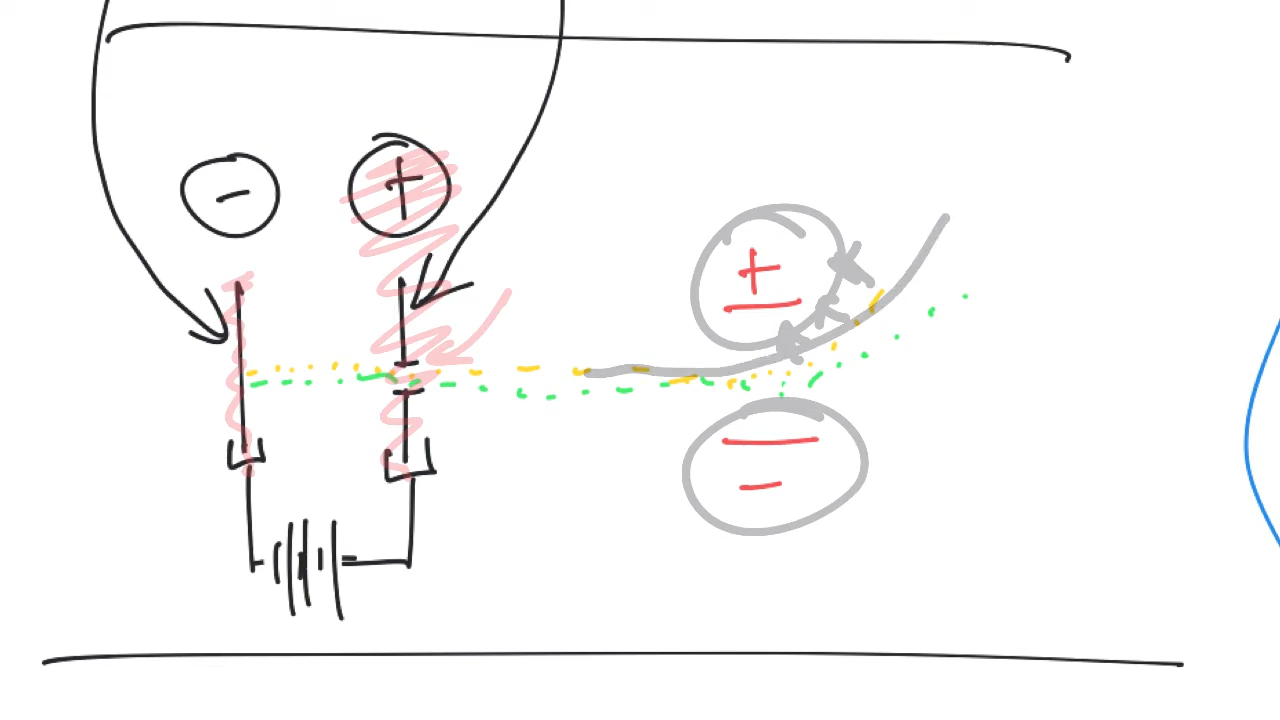 - +
+
-